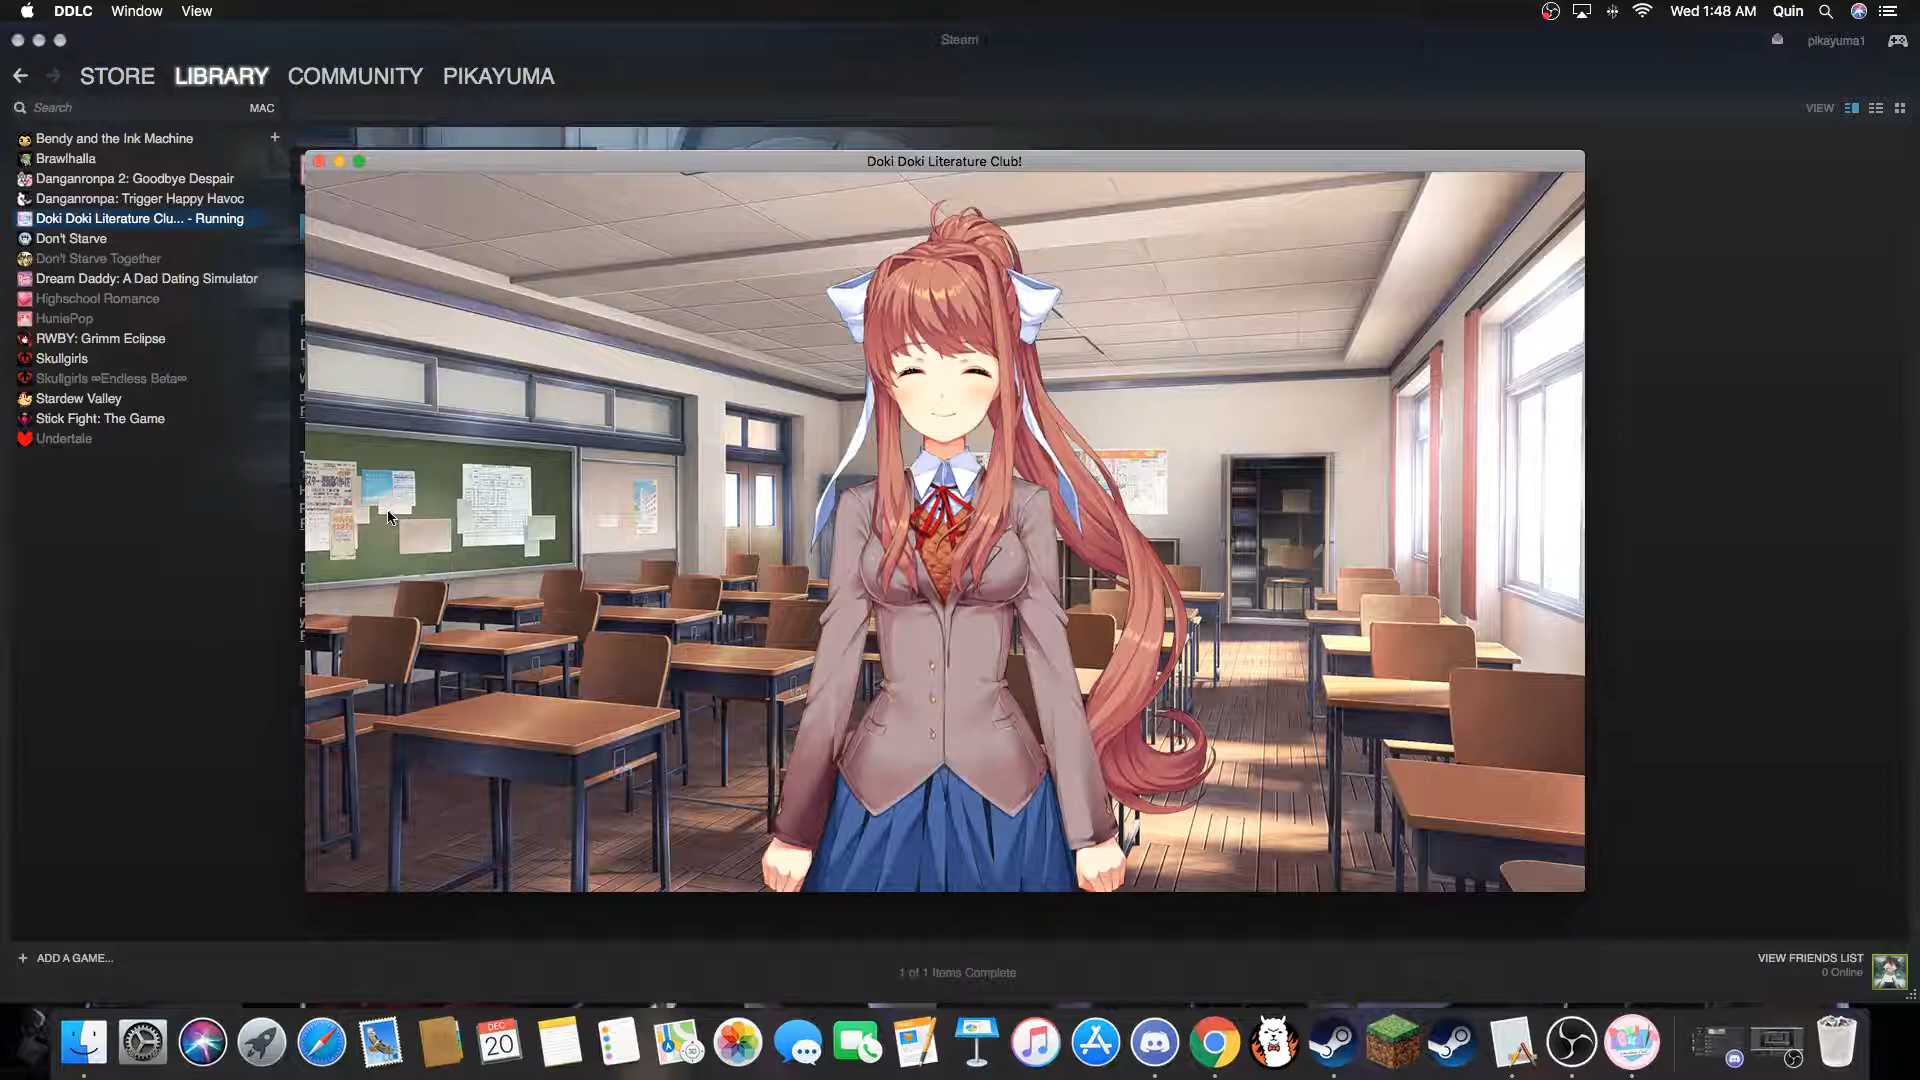 DDLC Window View
Wed 1:48 AM Quin
Steam
pikayuma1
STORE LIBRARY COMMUNITY PIKAYUMA
Search MAC
VIEW
Bendy and the Ink Machine
Brawlhalla
Danganronpa 2: Goodbye Despair
Danganronpa: Trigger Happy Havoc
Doki Doki Literature Clu... - Running
Don't Starve
Don't Starve Together
Dream Daddy: A Dad Dating Simulator
Highschool Romance
HuniePop
RWBY: Grimm Eclipse
Skullgirls
Skullgirls ∞Endless Beta∞
Stardew Valley
Stick Fight: The Game
Undertale
Doki Doki Literature Club!
+ ADD A GAME...
1 of 1 Items Complete
VIEW FRIENDS LIST
0 Online
DEC
20